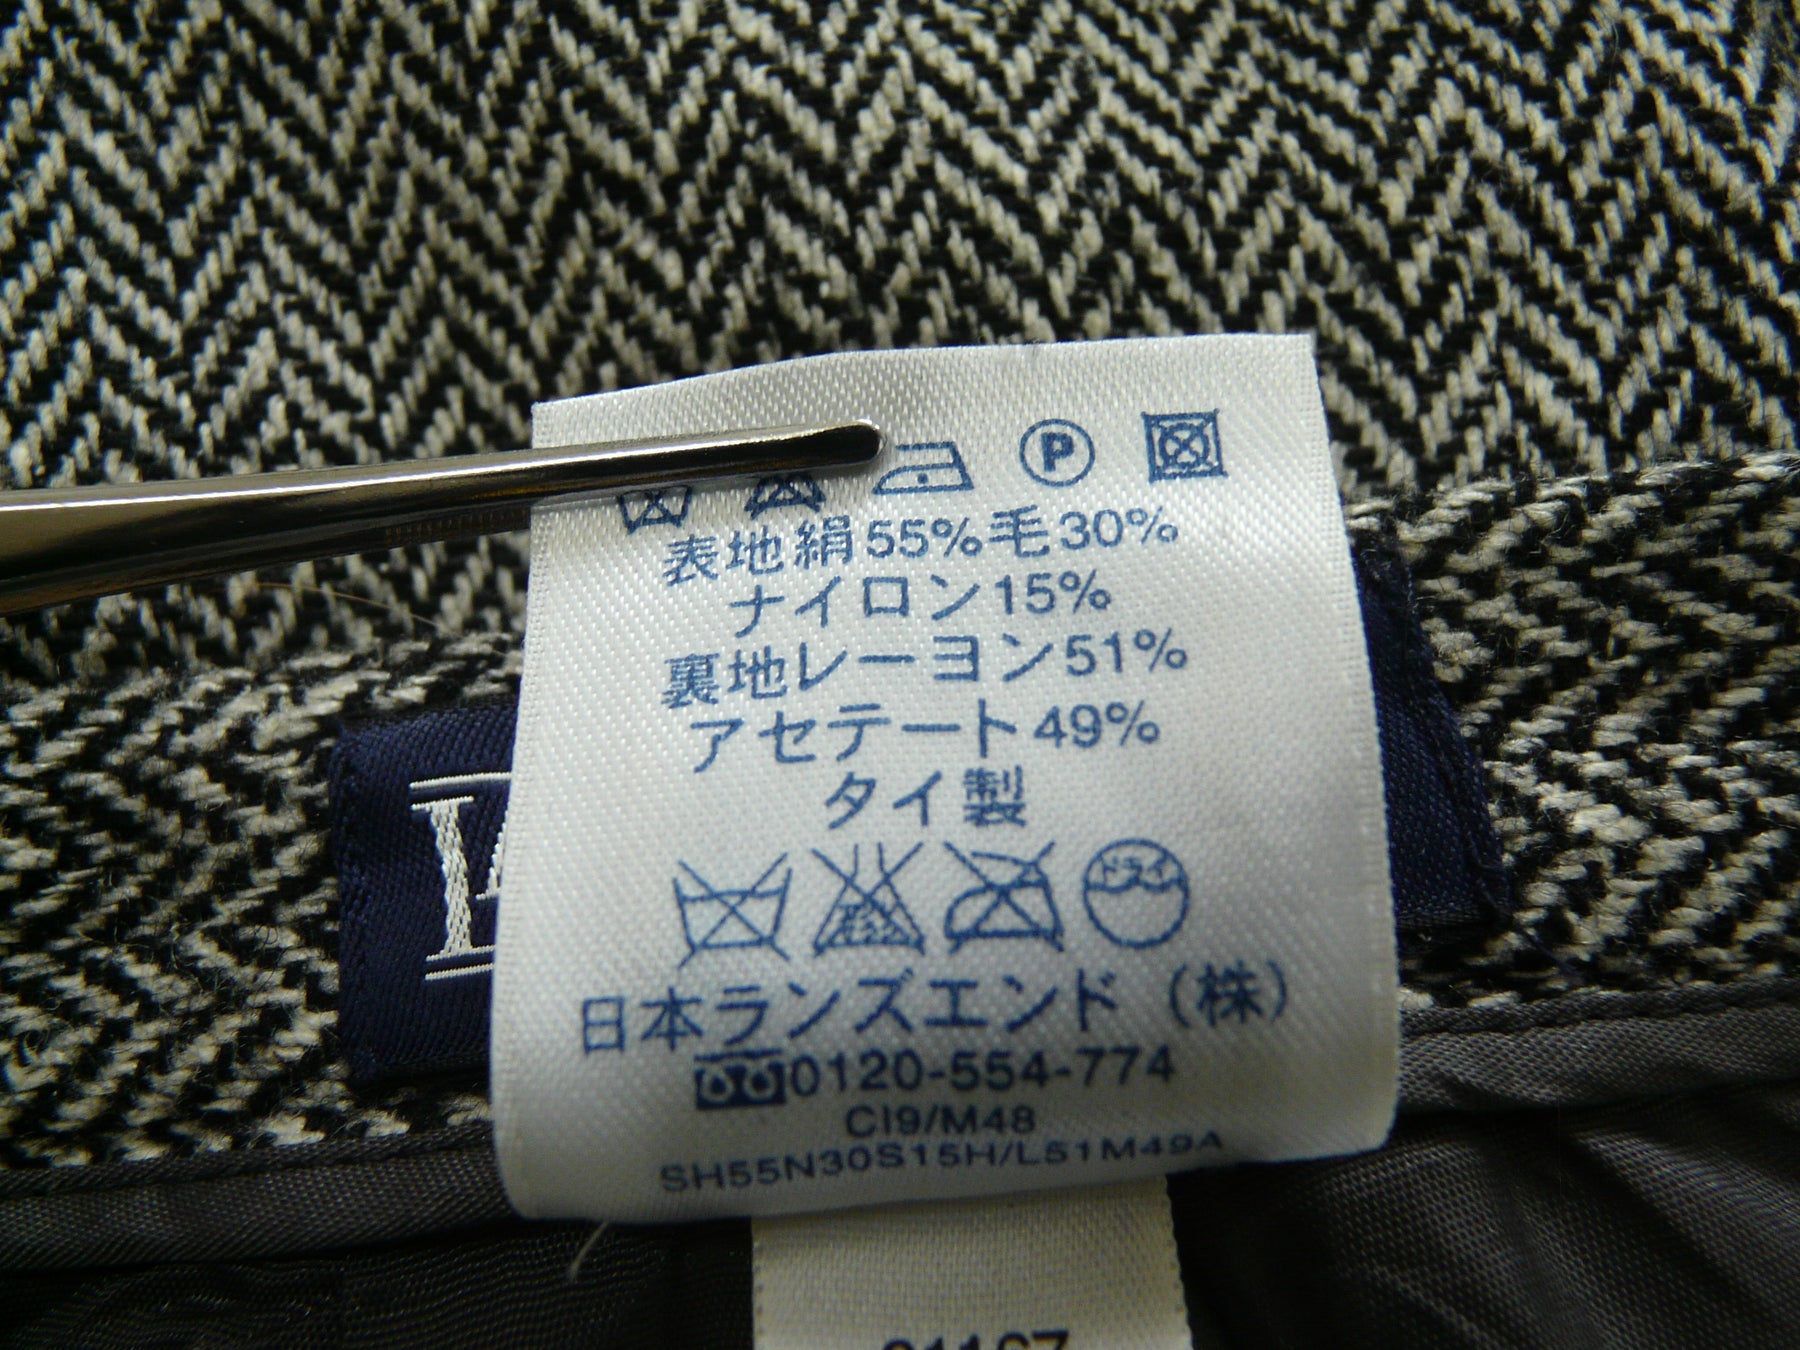 P
表地絹55%毛30%
ナイロン15%
裏地レーヨン51%
アセテート49%
タイ製
ドライ
日本ランズエンド（株）
0120-554-774
CI9/M48
SH55N30S15H/L51M49A